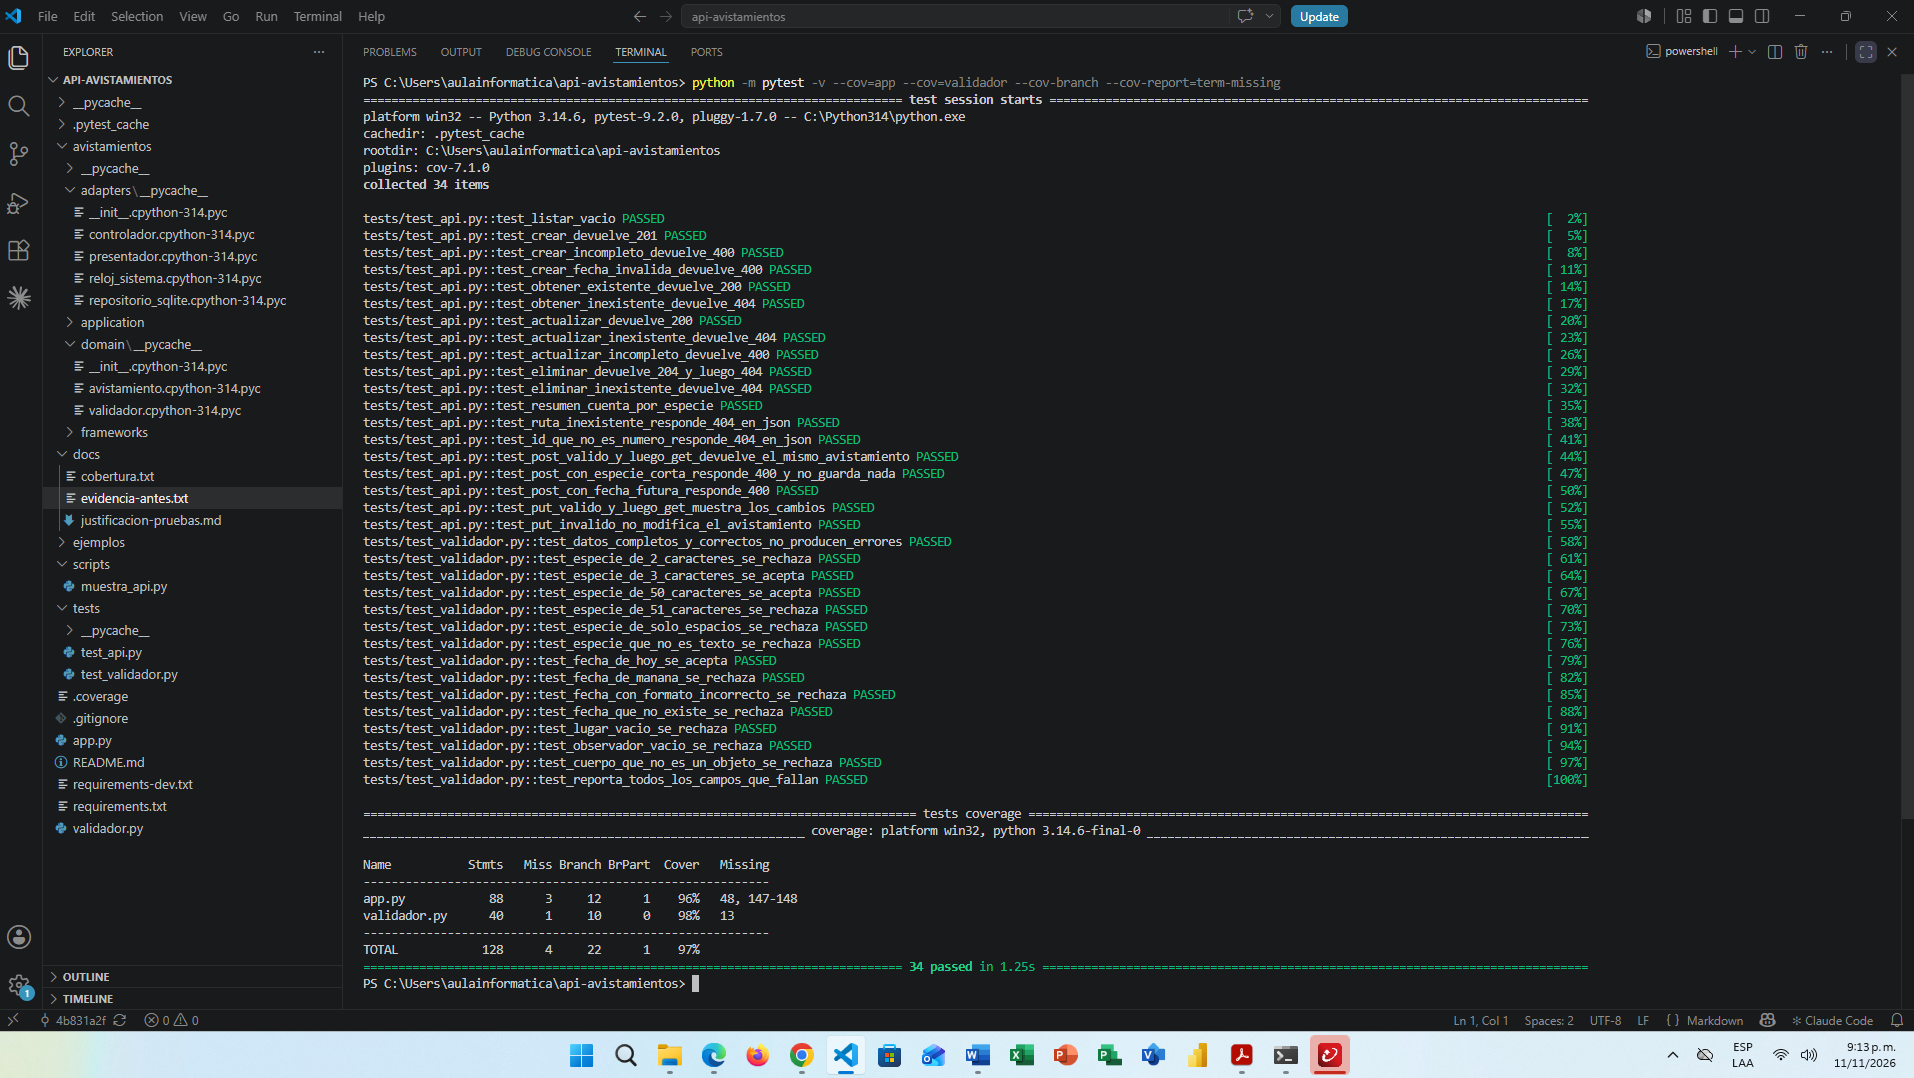 File Edit Selection View Go Run Terminal Help
api-avistamientos
Update
EXPLORER
API-AVISTAMIENTOS
__pycache__
.pytest_cache
avistamientos
__pycache__
adapters\__pycache__
__init__.cpython-314.pyc
controlador.cpython-314.pyc
presentador.cpython-314.pyc
reloj_sistema.cpython-314.pyc
repositorio_sqlite.cpython-314.pyc
application
domain\__pycache__
__init__.cpython-314.pyc
avistamiento.cpython-314.pyc
validador.cpython-314.pyc
frameworks
docs
cobertura.txt
evidencia-antes.txt
justificacion-pruebas.md
ejemplos
scripts
muestra_api.py
tests
__pycache__
test_api.py
test_validador.py
.coverage
.gitignore
app.py
README.md
requirements-dev.txt
requirements.txt
validador.py
OUTLINE
TIMELINE
PROBLEMS OUTPUT DEBUG CONSOLE TERMINAL PORTS
powershell
PS C:\Users\aulainformatica\api-avistamientos> python -m pytest -v --cov=app --cov=validador --cov-branch --cov-report=term-missing
============================= test session starts =============================
platform win32 -- Python 3.14.6, pytest-9.2.0, pluggy-1.7.0 -- C:\Python314\python.exe
cachedir: .pytest_cache
rootdir: C:\Users\aulainformatica\api-avistamientos
plugins: cov-7.1.0
collected 34 items
tests/test_api.py::test_listar_vacio PASSED [ 2%]
tests/test_api.py::test_crear_devuelve_201 PASSED [ 5%]
tests/test_api.py::test_crear_incompleto_devuelve_400 PASSED [ 8%]
tests/test_api.py::test_crear_fecha_invalida_devuelve_400 PASSED [ 11%]
tests/test_api.py::test_obtener_existente_devuelve_200 PASSED [ 14%]
tests/test_api.py::test_obtener_inexistente_devuelve_404 PASSED [ 17%]
tests/test_api.py::test_actualizar_devuelve_200 PASSED [ 20%]
tests/test_api.py::test_actualizar_inexistente_devuelve_404 PASSED [ 23%]
tests/test_api.py::test_actualizar_incompleto_devuelve_400 PASSED [ 26%]
tests/test_api.py::test_eliminar_devuelve_204_y_luego_404 PASSED [ 29%]
tests/test_api.py::test_eliminar_inexistente_devuelve_404 PASSED [ 32%]
tests/test_api.py::test_resumen_cuenta_por_especie PASSED [ 35%]
tests/test_api.py::test_ruta_inexistente_responde_404_en_json PASSED [ 38%]
tests/test_api.py::test_id_que_no_es_numero_responde_404_en_json PASSED [ 41%]
tests/test_api.py::test_post_valido_y_luego_get_devuelve_el_mismo_avistamiento PASSED [ 44%]
tests/test_api.py::test_post_con_especie_corta_responde_400_y_no_guarda_nada PASSED [ 47%]
tests/test_api.py::test_post_con_fecha_futura_responde_400 PASSED [ 50%]
tests/test_api.py::test_put_valido_y_luego_get_muestra_los_cambios PASSED [ 52%]
tests/test_api.py::test_put_invalido_no_modifica_el_avistamiento PASSED [ 55%]
tests/test_validador.py::test_datos_completos_y_correctos_no_producen_errores PASSED [ 58%]
tests/test_validador.py::test_especie_de_2_caracteres_se_rechaza PASSED [ 61%]
tests/test_validador.py::test_especie_de_3_caracteres_se_acepta PASSED [ 64%]
tests/test_validador.py::test_especie_de_50_caracteres_se_acepta PASSED [ 67%]
tests/test_validador.py::test_especie_de_51_caracteres_se_rechaza PASSED [ 70%]
tests/test_validador.py::test_especie_de_solo_espacios_se_rechaza PASSED [ 73%]
tests/test_validador.py::test_especie_que_no_es_texto_se_rechaza PASSED [ 76%]
tests/test_validador.py::test_fecha_de_hoy_se_acepta PASSED [ 79%]
tests/test_validador.py::test_fecha_de_manana_se_rechaza PASSED [ 82%]
tests/test_validador.py::test_fecha_con_formato_incorrecto_se_rechaza PASSED [ 85%]
tests/test_validador.py::test_fecha_que_no_existe_se_rechaza PASSED [ 88%]
tests/test_validador.py::test_lugar_vacio_se_rechaza PASSED [ 91%]
tests/test_validador.py::test_observador_vacio_se_rechaza PASSED [ 94%]
tests/test_validador.py::test_cuerpo_que_no_es_un_objeto_se_rechaza PASSED [ 97%]
tests/test_validador.py::test_reporta_todos_los_campos_que_fallan PASSED [100%]
============================= tests coverage =============================
_____________________________ coverage: platform win32, python 3.14.6-final-0 _____________________________
Name Stmts Miss Branch BrPart Cover Missing
----------------------------------------------------------
app.py 88 3 12 1 96% 48, 147-148
validador.py 40 1 10 0 98% 13
----------------------------------------------------------
TOTAL 128 4 22 1 97%
============================= 34 passed in 1.25s =============================
PS C:\Users\aulainformatica\api-avistamientos>
4b831a2f 0 0
Ln 1, Col 1 Spaces: 2 UTF-8 LF { } Markdown Claude Code
1
ESP
LAA
9:13 p.m.
11/11/2026